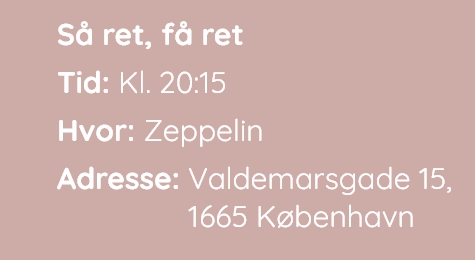 Så ret, få ret
Tid: Kl. 20:15
Hvor: Zeppelin
Adresse: Valdemarsgade 15,
1665 København